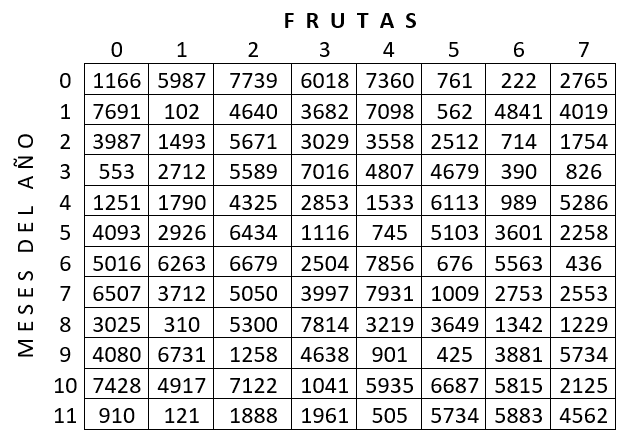 FRUTAS
0 1 2 3 4 5 6 7
0 1166 5987 7739 6018 7360 761 222 2765
1 7691 102 4640 3682 7098 562 4841 4019
2 3987 1493 5671 3029 3558 2512 714 1754
3 553 2712 5589 7016 4807 4679 390 826
4 1251 1790 4325 2853 1533 6113 989 5286
5 4093 2926 6434 1116 745 5103 3601 2258
6 5016 6263 6679 2504 7856 676 5563 436
7 6507 3712 5050 3997 7931 1009 2753 2553
8 3025 310 5300 7814 3219 3649 1342 1229
9 4080 6731 1258 4638 901 425 3881 5734
10 7428 4917 7122 1041 5935 6687 5815 2125
11 910 121 1888 1961 505 5734 5883 4562
MESES DEL AÑO